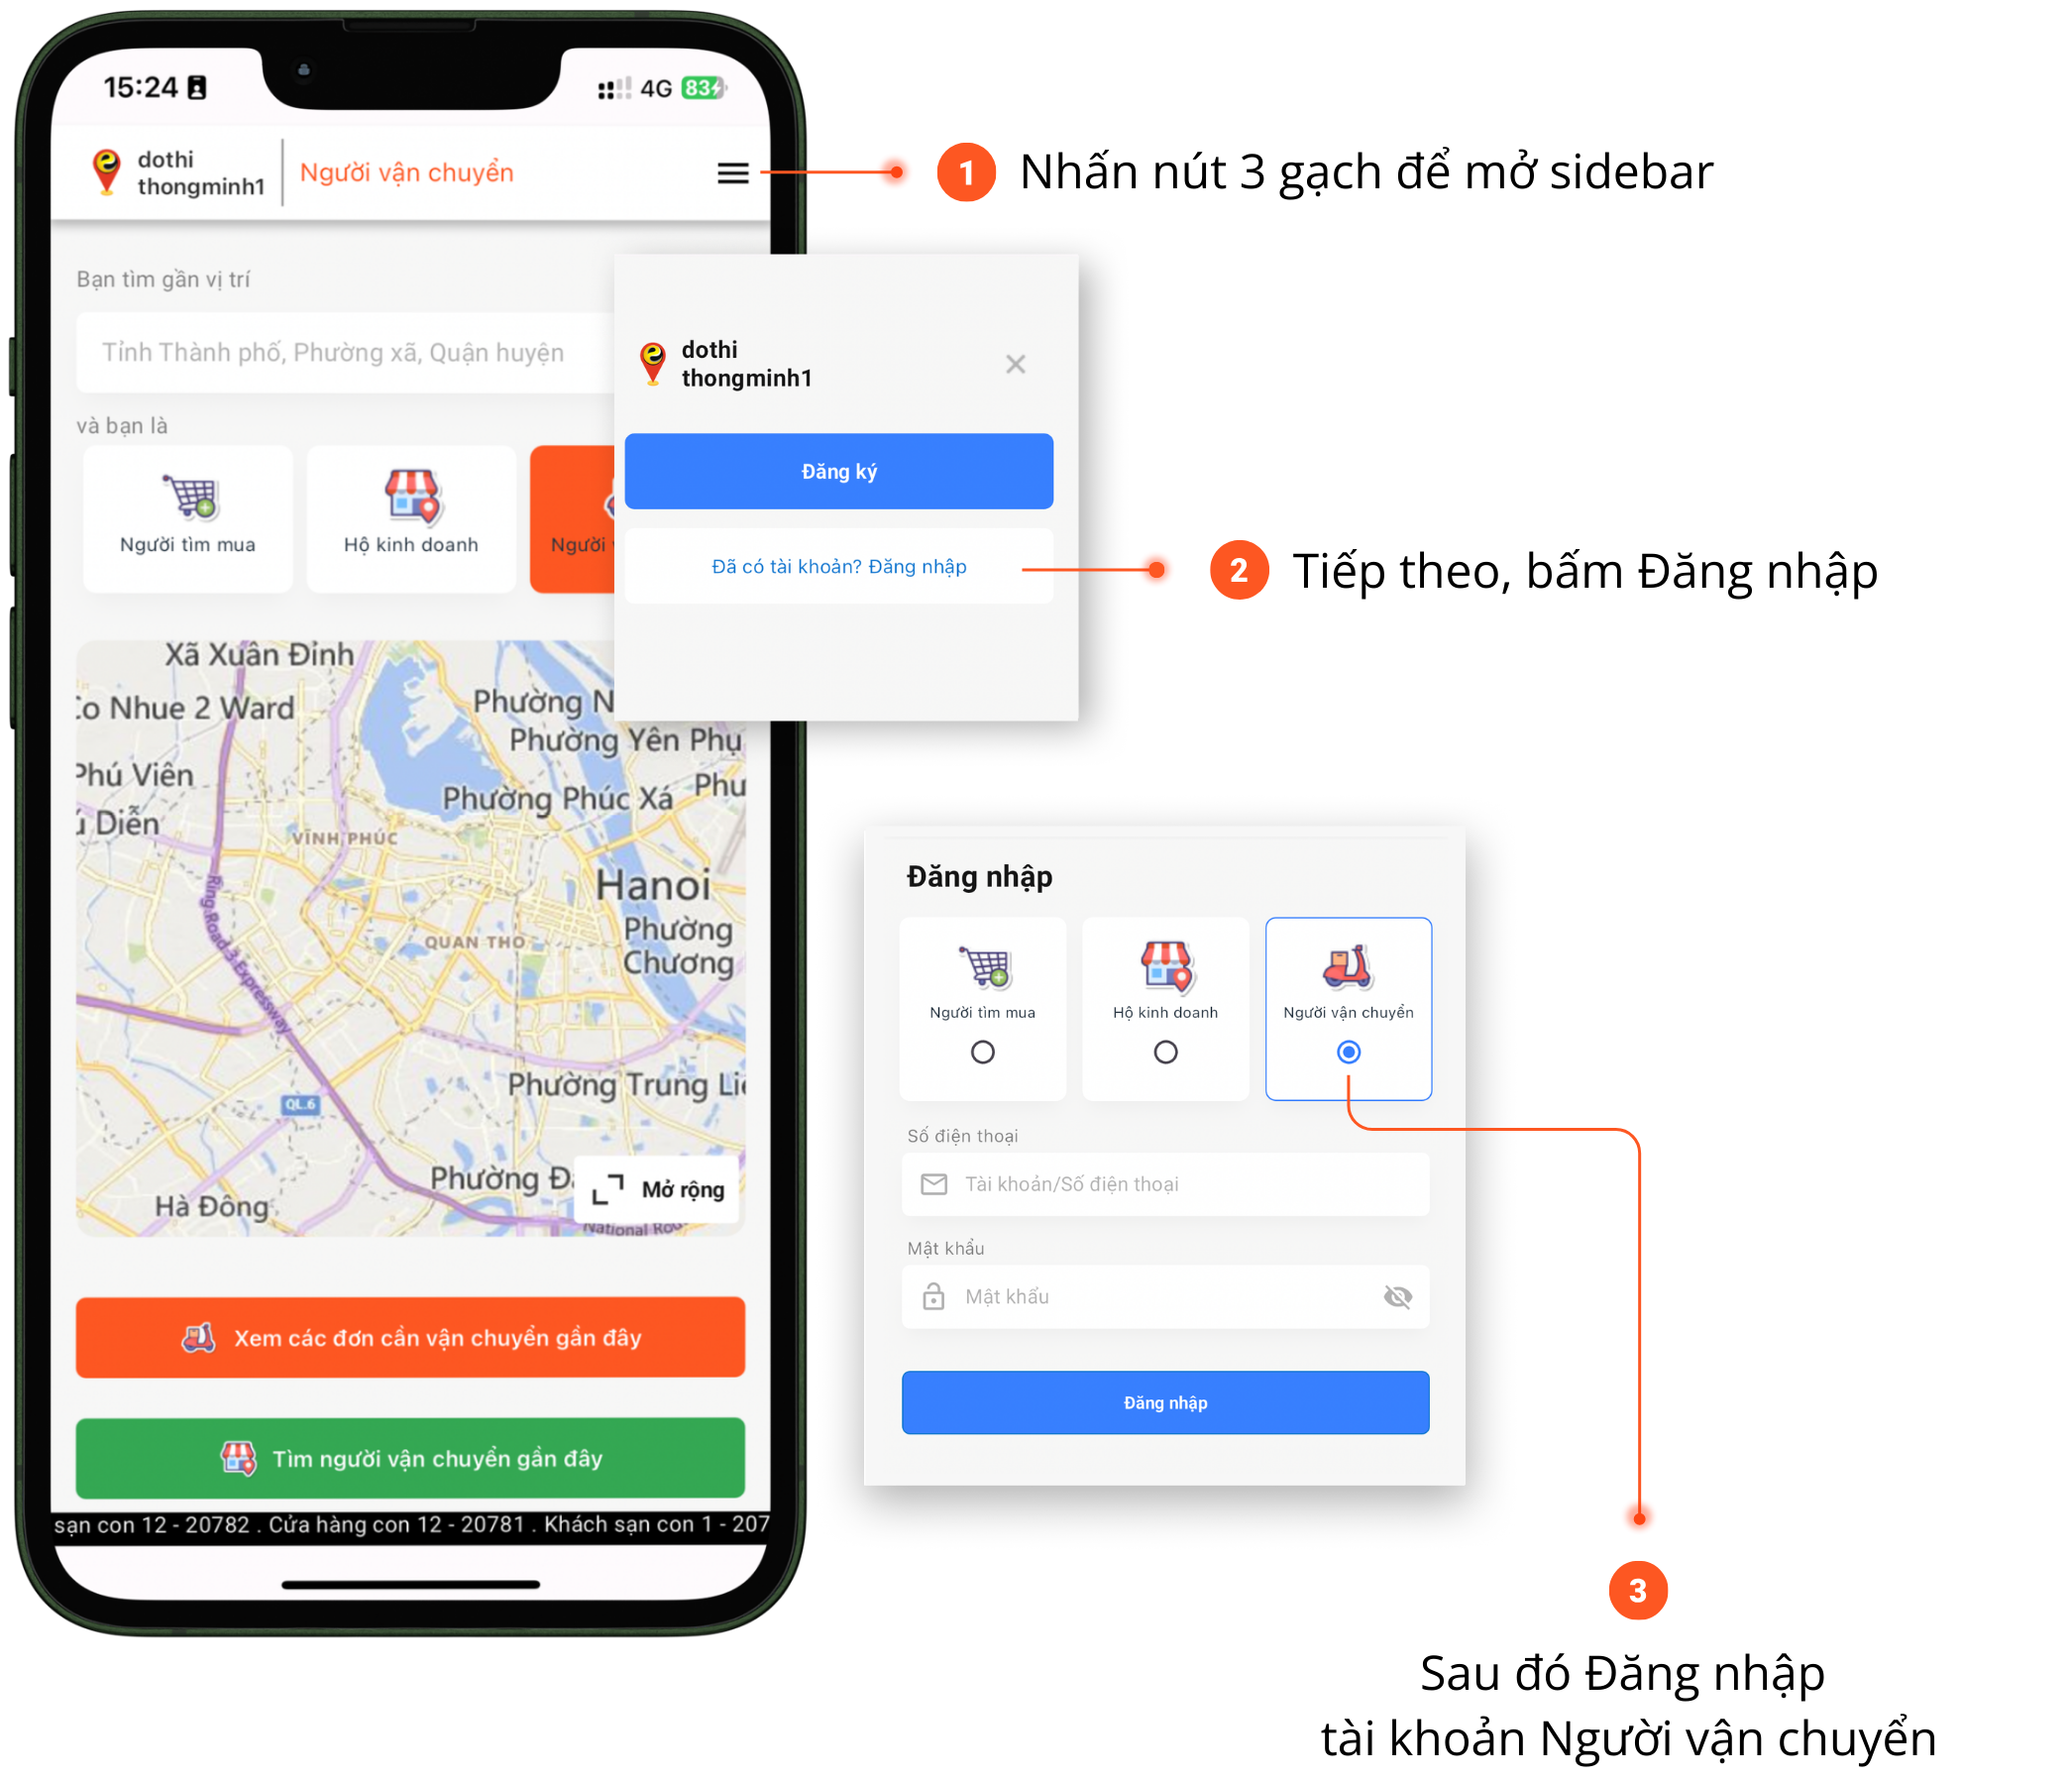 15:24
4G 83
dothi
thongminh1
Người vận chuyển
1 Nhấn nút 3 gạch để mở sidebar
Bạn tìm gần vị trí
Tỉnh Thành phố, Phường xã, Quận huyện
và bạn là
Người tìm mua
Hộ kinh doanh
Người
dothi
thongminh1
Đăng ký
Đã có tài khoản? Đăng nhập
2 Tiếp theo, bấm Đăng nhập
Xã Xuân Đỉnh
Co Nhue 2 Ward
Phường N
Phường Yên Phụ
Phú Viên
Phường Phúc Xá
Phư
Diễn
VĨNH PHÚC
Hanoi
Phường
Chương
QUAN THO
Ring Road 3 Expressway
Phường Trung Liệ
QL.6
Phường Đ
Hà Đông
Mở rộng
National Ro
Xem các đơn cần vận chuyển gần đây
Tìm người vận chuyển gần đây
sạn con 12 - 20782 . Cửa hàng con 12 - 20781 . Khách sạn con 1 - 207
Đăng nhập
Người tìm mua
Hộ kinh doanh
Người vận chuyển
Số điện thoại
Tài khoản/Số điện thoại
Mật khẩu
Mật khẩu
Đăng nhập
3
Sau đó Đăng nhập
tài khoản Người vận chuyển